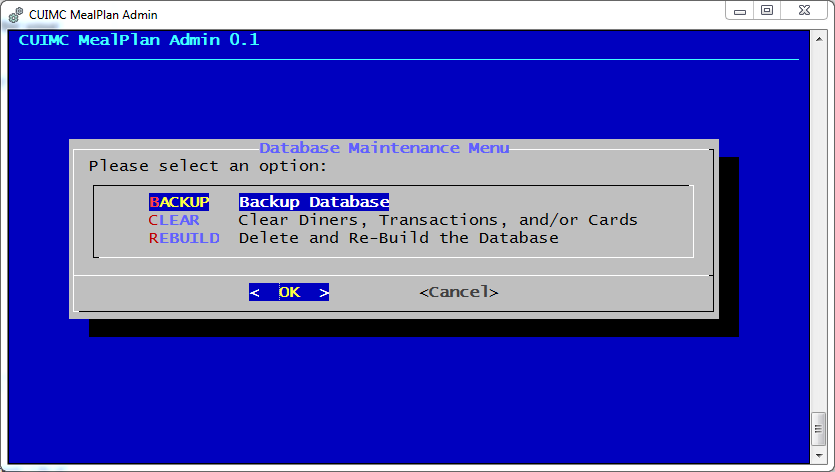 CUIMC MealPlan Admin
CUIMC MealPlan Admin 0.1
Database Maintenance Menu
Please select an option:
BACKUP Backup Database
CLEAR Clear Diners, Transactions, and/or Cards
REBUILD Delete and Re-Build the Database
< OK > <Cancel>